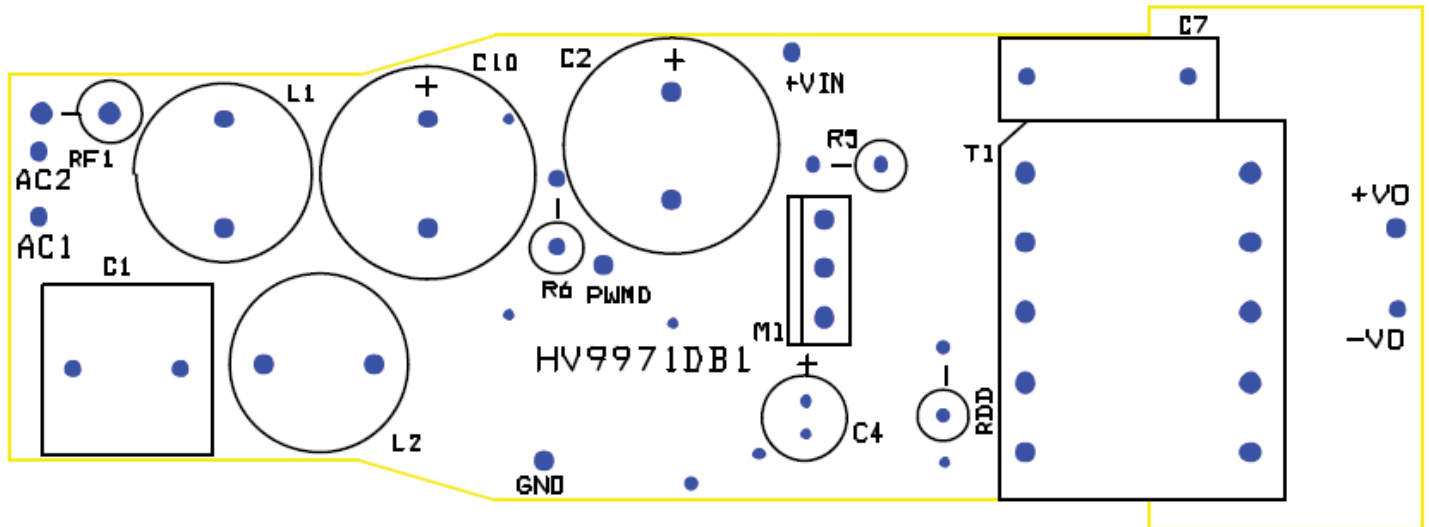 C7
C10
C2
+
+
+VIN
L1
R9
T1
RF1
AC2
+VO
AC1
C1
R6
PWMD
M1
-VO
HV9971DB1
+
RDD
C4
L2
GND